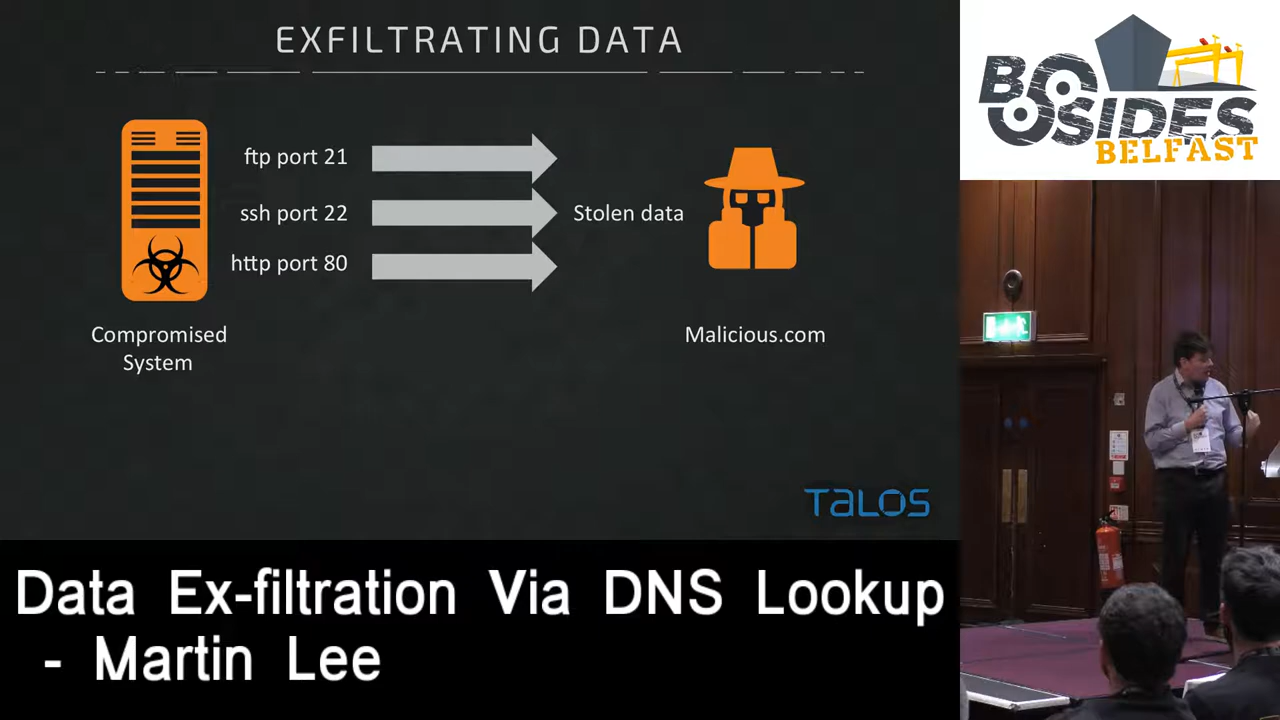 EXFILTRATING DATA
ftp port 21
ssh port 22
http port 80
Stolen data
Compromised
System
Malicious.com
TALOS
BSIDES
BELFAST
Data Ex-filtration Via DNS Lookup
- Martin Lee